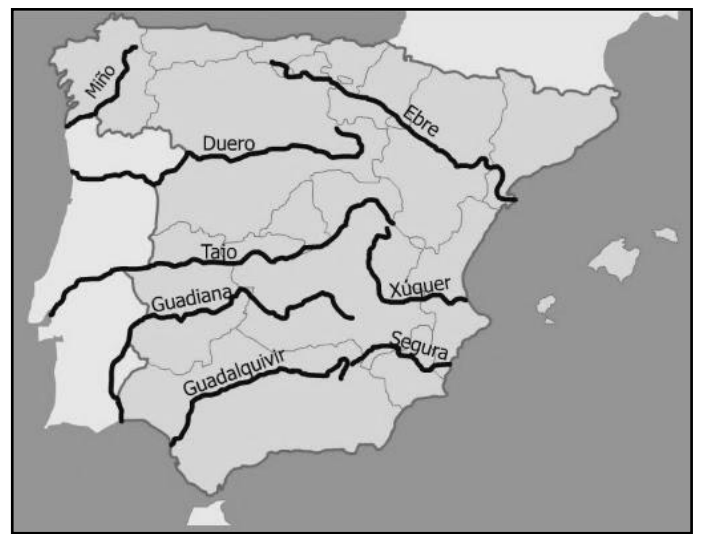 Miño
Ebre
Duero
Tajo
Guadiana
Xúquer
Segura
Guadalquivir